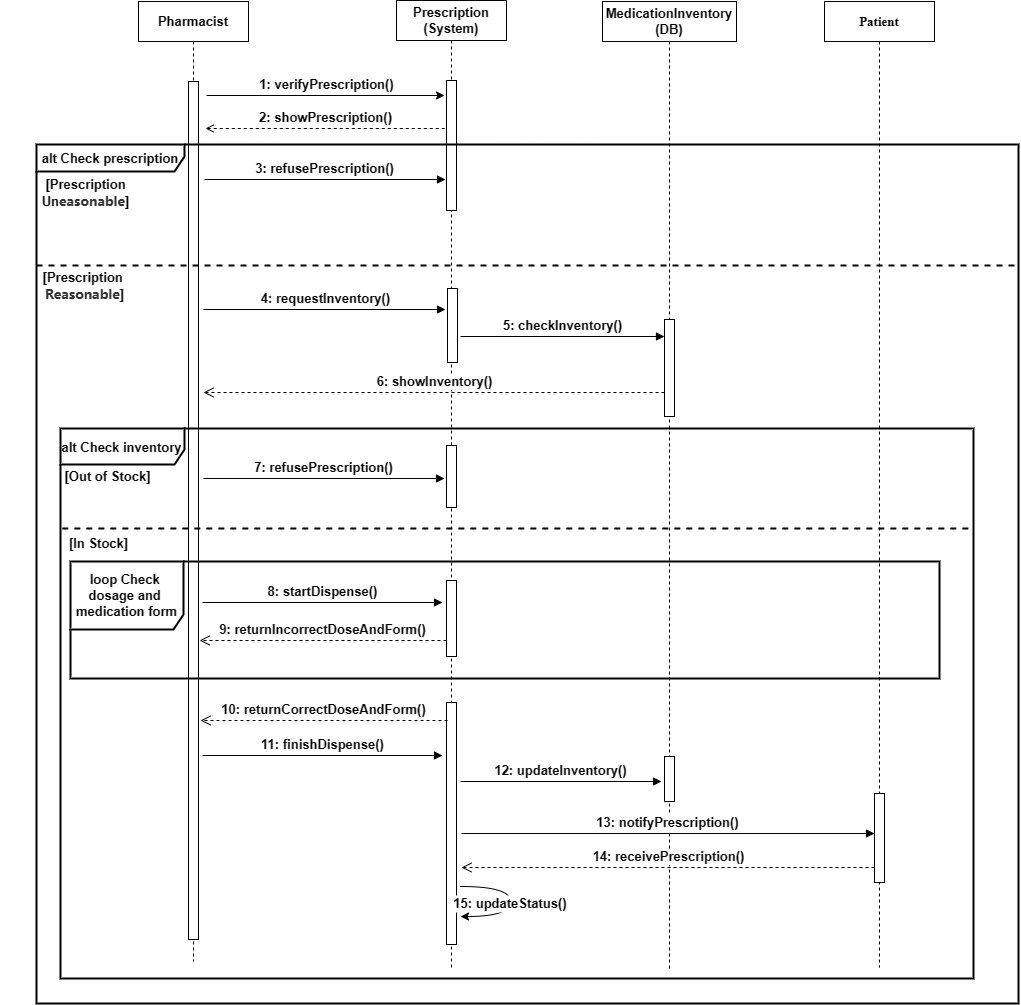 Pharmacist
Prescription
(System)
MedicationInventory
(DB)
Patient
1: verifyPrescription()
2: showPrescription()
alt Check prescription
3: refusePrescription()
[Prescription
Uneasonable]
[Prescription
Reasonable]
4: requestInventory()
5: checkInventory()
6: showInventory()
alt Check inventory
7: refusePrescription()
[Out of Stock]
[In Stock]
loop Check
dosage and
medication form
8: startDispense()
9: returnIncorrectDoseAndForm()
10: returnCorrectDoseAndForm()
11: finishDispense()
12: updateInventory()
13: notifyPrescription()
14: receivePrescription()
15: updateStatus()